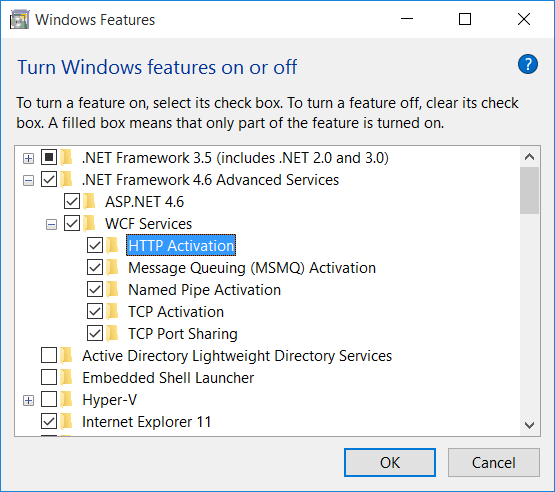 Windows Features
Turn Windows features on or off
?
To turn a feature on, select its check box. To turn a feature off, clear its check
box. A filled box means that only part of the feature is turned on.
.NET Framework 3.5 (includes .NET 2.0 and 3.0)
.NET Framework 4.6 Advanced Services
ASP.NET 4.6
WCF Services
HTTP Activation
Message Queuing (MSMQ) Activation
Named Pipe Activation
TCP Activation
TCP Port Sharing
Active Directory Lightweight Directory Services
Embedded Shell Launcher
Hyper-V
Internet Explorer 11
OK
Cancel